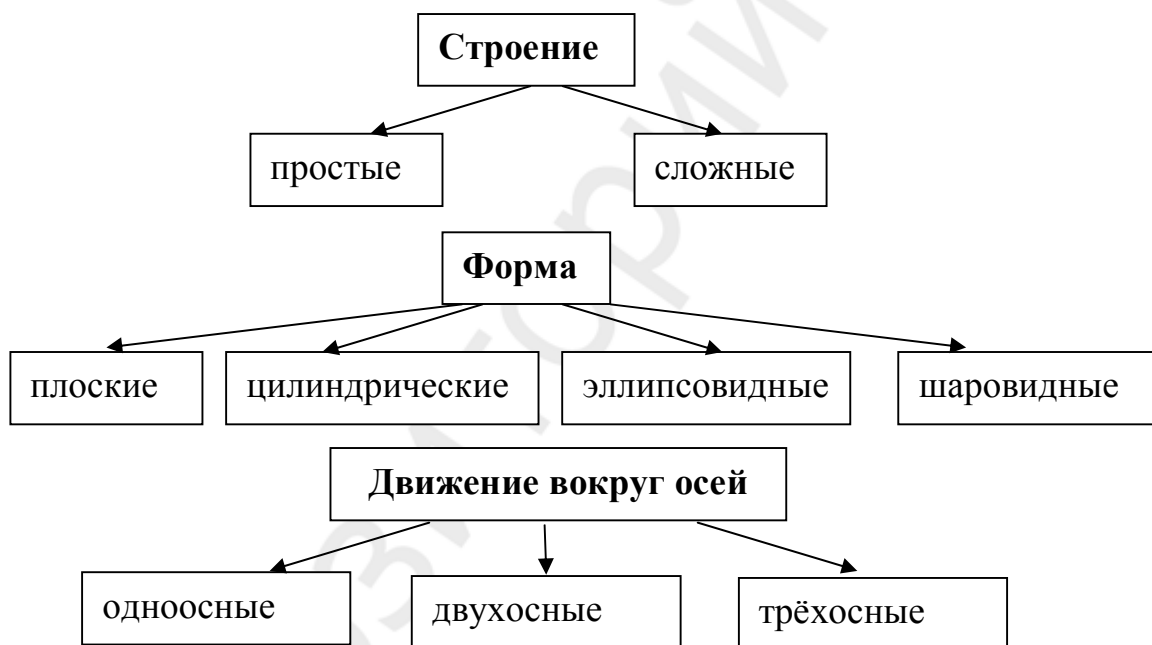 Строение
простые сложные
Форма
плоские цилиндрические эллипсовидные шаровидные
Движение вокруг осей
одноосные двухосные трёхосные